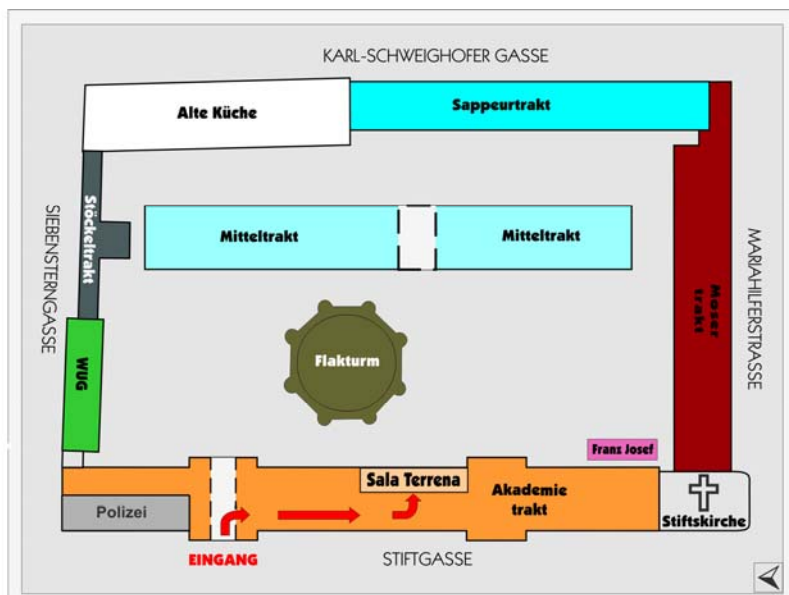 KARL-SCHWEIGHOFER GASSE
Alte Küche
Sappeurtrakt
Stöckeltrakt
SIEBENSTERNGASSE
Mitteltrakt
Mitteltrakt
Moser
trakt
MARIAHILFERSTRASSE
WUG
Flakturm
Franz Josef
Sala Terrena
Akademie
trakt
Stiftskirche
Polizei
EINGANG
STIFTGASSE